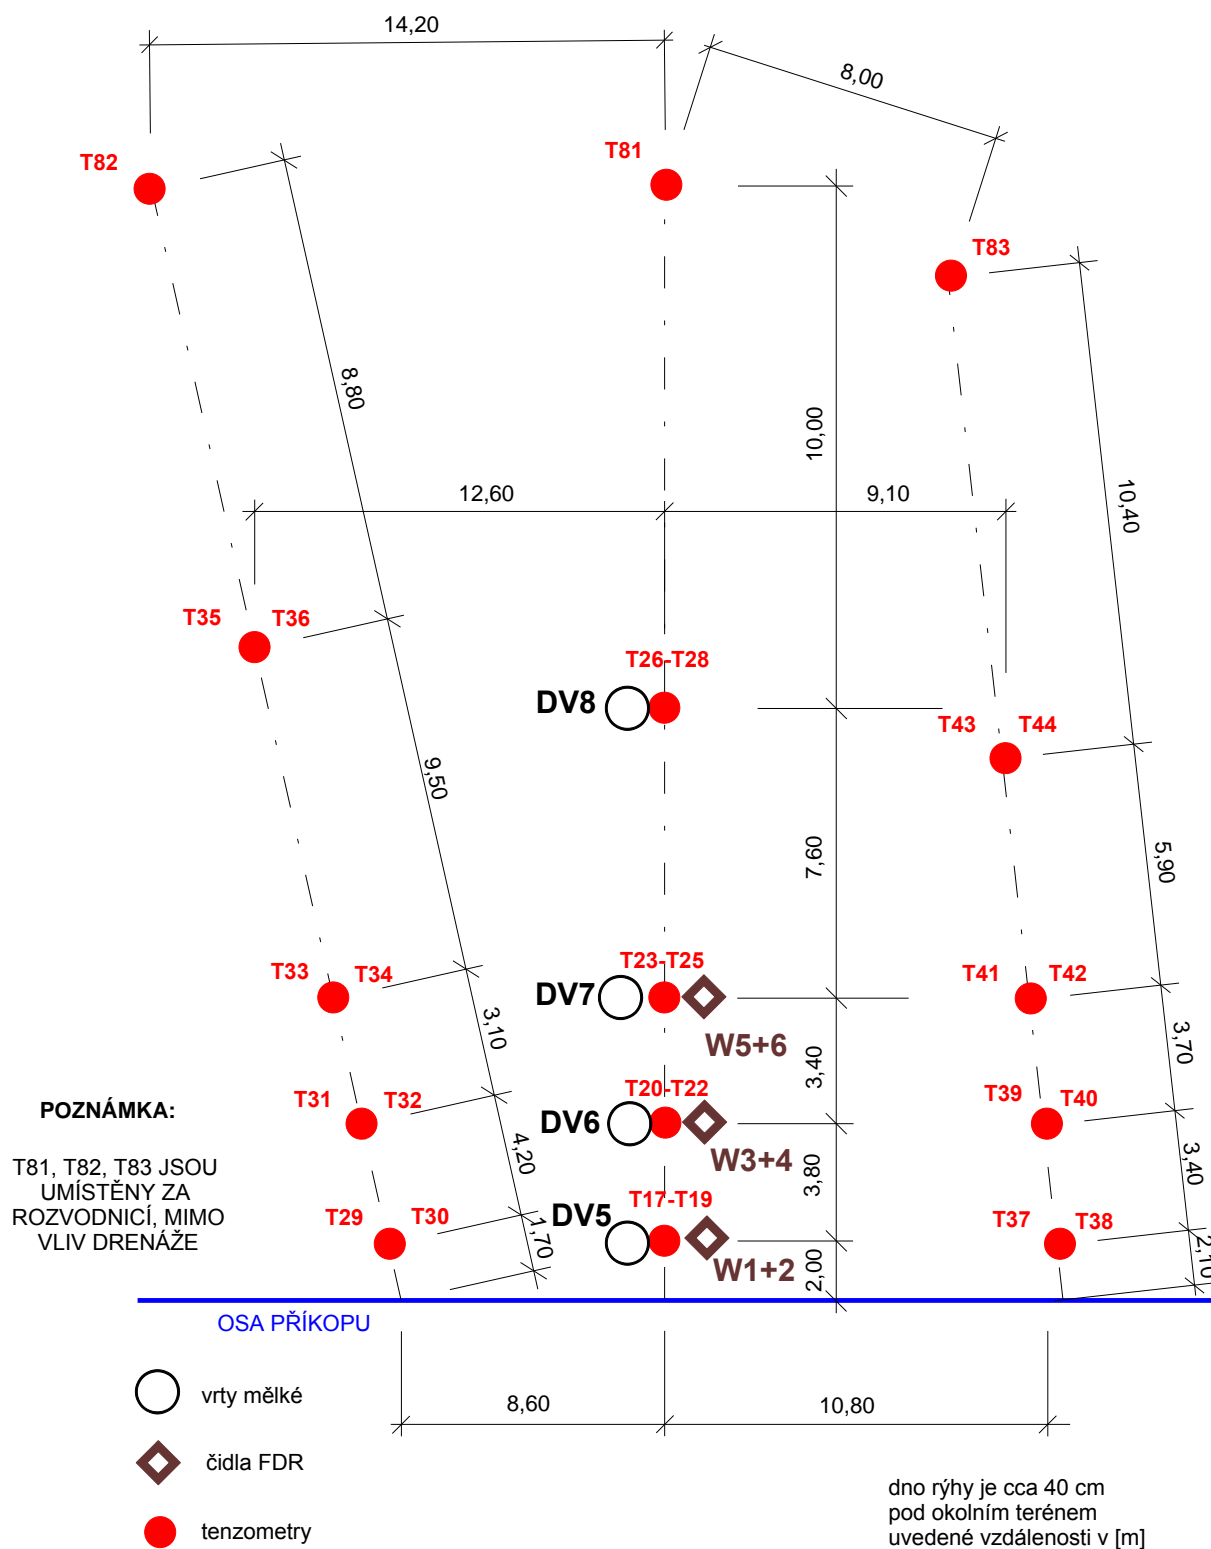 14,20
8,00
T82
T81
T83
8,80
10,00
10,40
12,60
9,10
T35 T36
T26-T28
DV8
T43 T44
9,50
7,60
5,90
T33 T34
T23-T25
DV7
W5+6
T41 T42
3,10
3,40
3,70
POZNÁMKA:
T81, T82, T83 JSOU
UMÍSTĚNY ZA
ROZVODNICÍ, MIMO
VLIV DRENÁŽE
T31 T32
T20-T22
DV6
W3+4
T39 T40
4,20
3,80
3,40
T29 T30
T17-T19
DV5
W1+2
T37 T38
1,70
2,00
2,10
OSA PŘÍKOPU
8,60
10,80
vrty mělké
čidla FDR
tenzometry
dno rýhy je cca 40 cm
pod okolním terénem
uvedené vzdálenosti v [m]